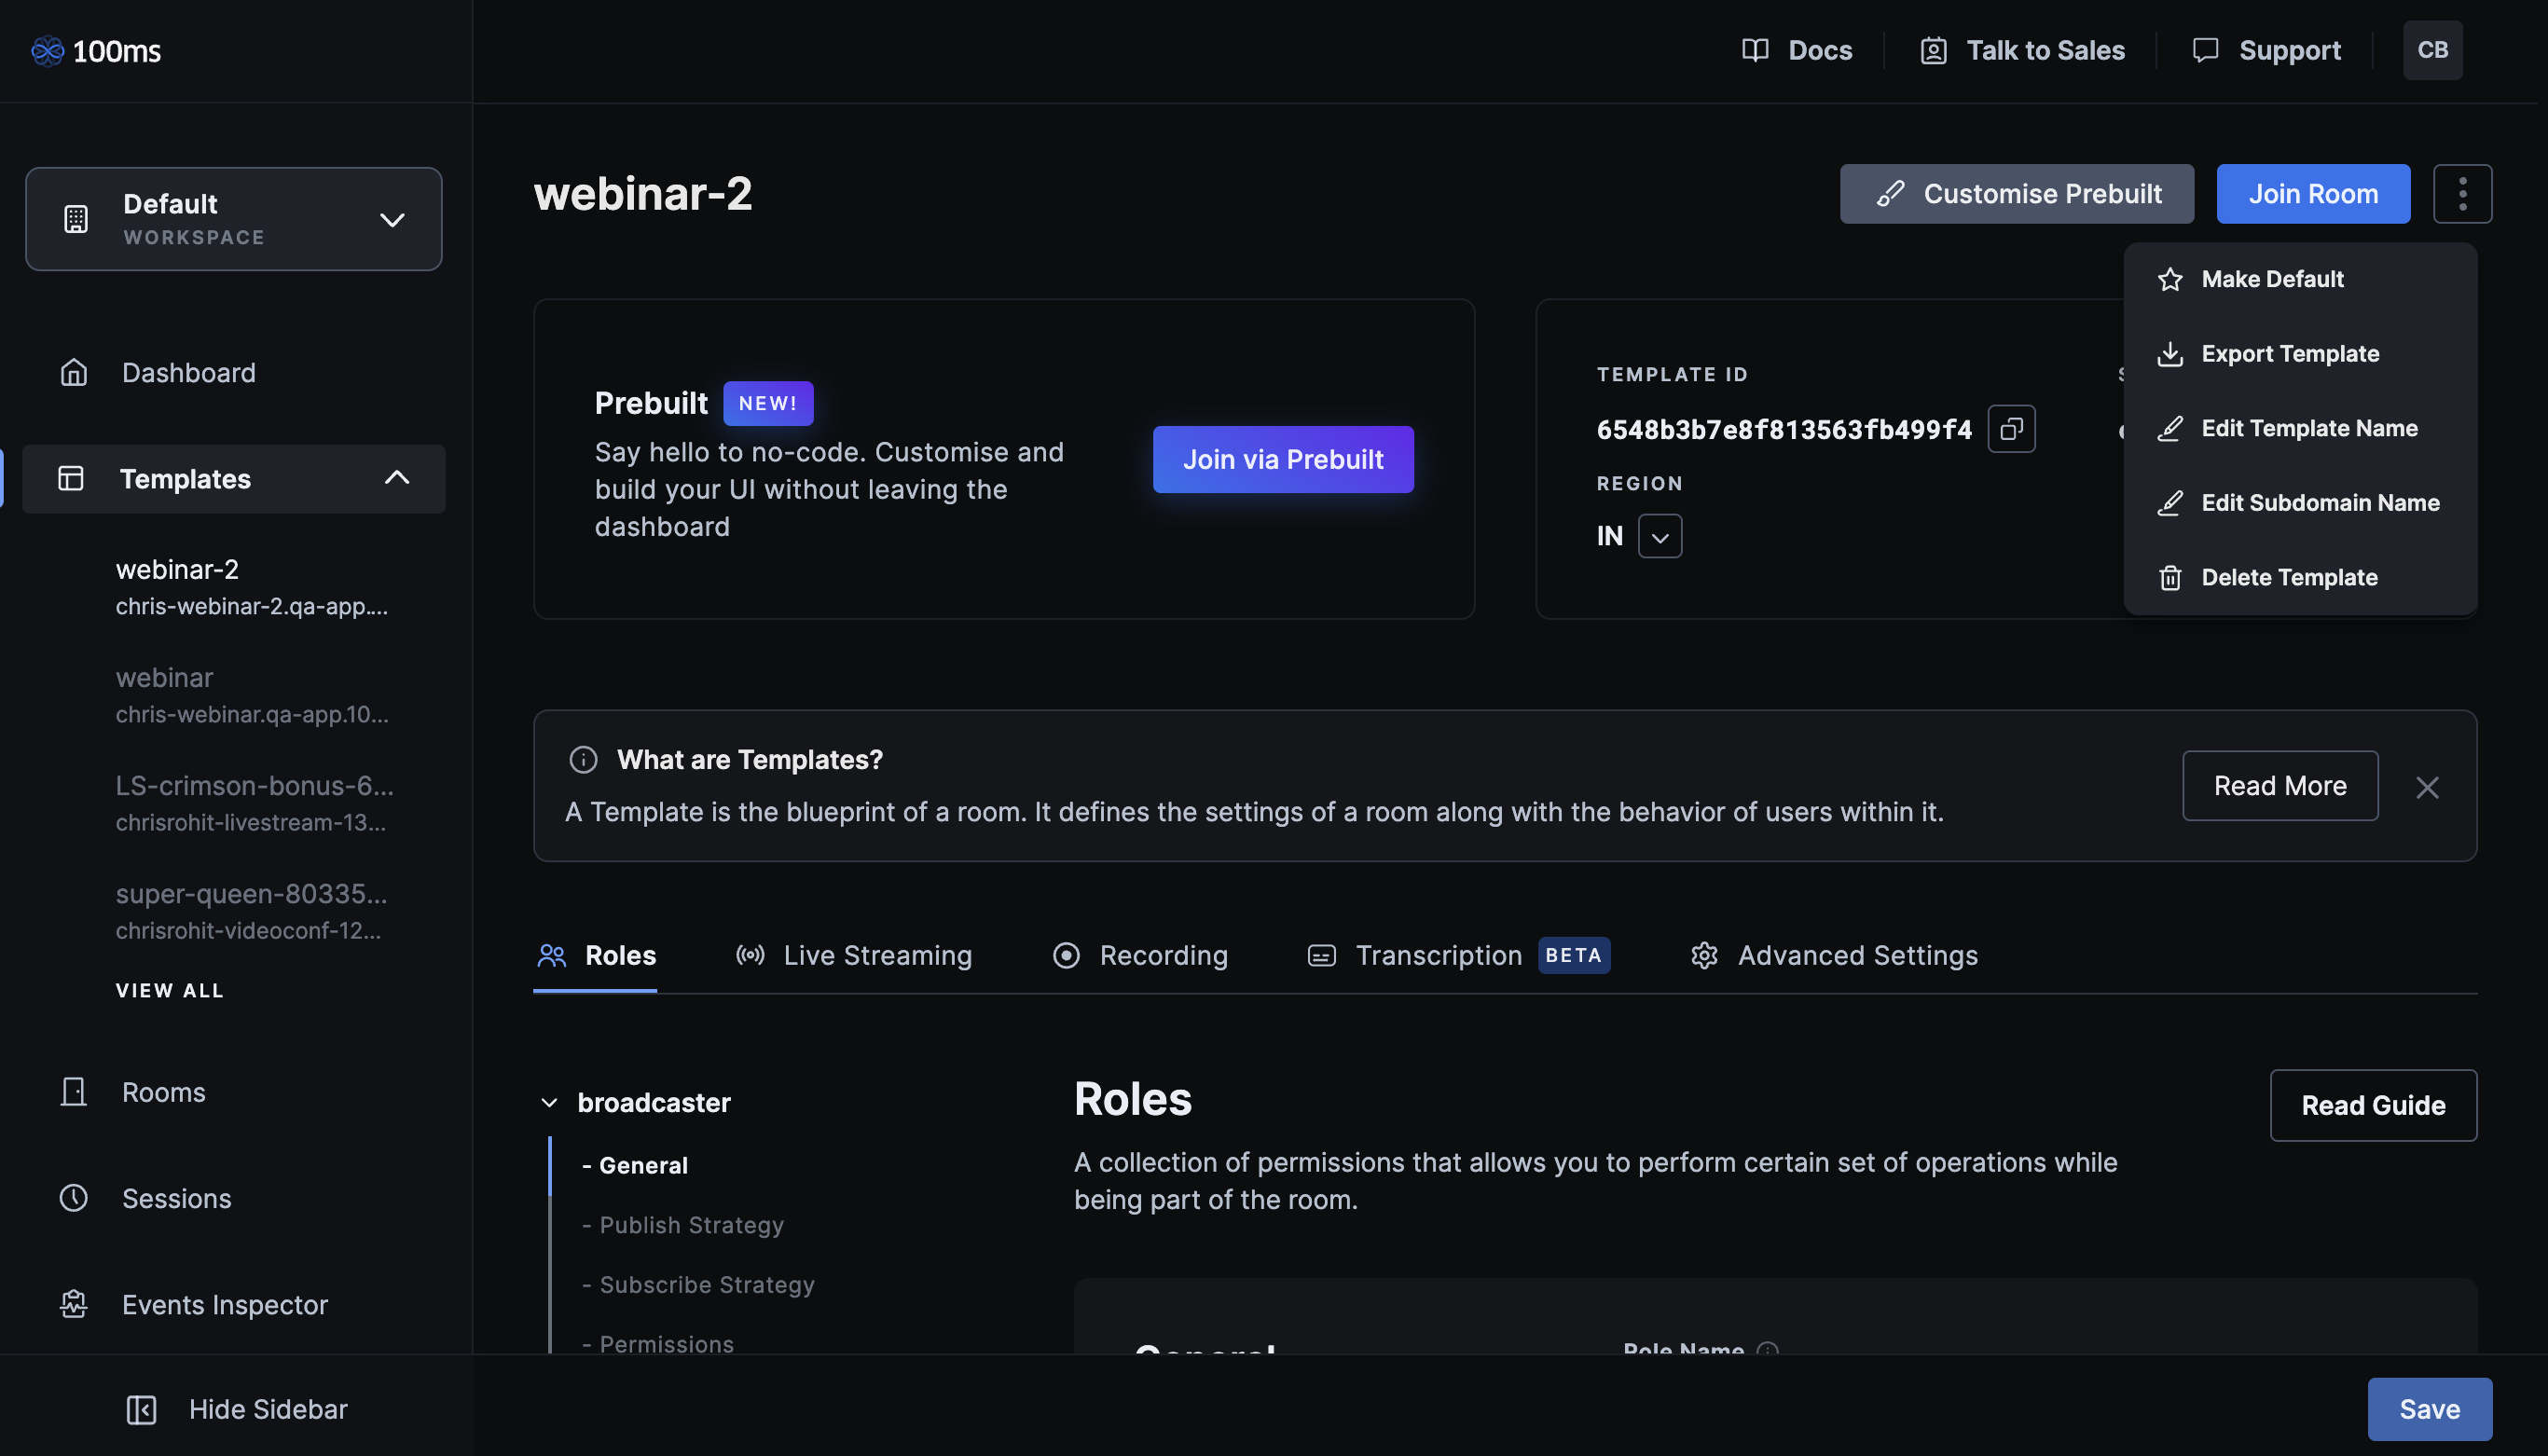 100ms
Docs
Talk to Sales
Support
CB
Default
WORKSPACE
Dashboard
Templates
webinar-2
chris-webinar-2.qa-app....
webinar
chris-webinar.qa-app.10...
LS-crimson-bonus-6...
chrisrohit-livestream-13...
super-queen-80335...
chrisrohit-videoconf-12...
VIEW ALL
Rooms
Sessions
Events Inspector
Hide Sidebar
webinar-2
Customise Prebuilt
Join Room
Make Default
Export Template
Edit Template Name
Edit Subdomain Name
Delete Template
Prebuilt NEW!
Say hello to no-code. Customise and
build your UI without leaving the
dashboard
Join via Prebuilt
TEMPLATE ID
6548b3b7e8f813563fb499f4
REGION
IN
What are Templates?
A Template is the blueprint of a room. It defines the settings of a room along with the behavior of users within it.
Read More
Roles
Live Streaming
Recording
Transcription BETA
Advanced Settings
broadcaster
- General
- Publish Strategy
- Subscribe Strategy
- Permissions
Roles
Read Guide
A collection of permissions that allows you to perform certain set of operations while
being part of the room.
General
Role Name
Save